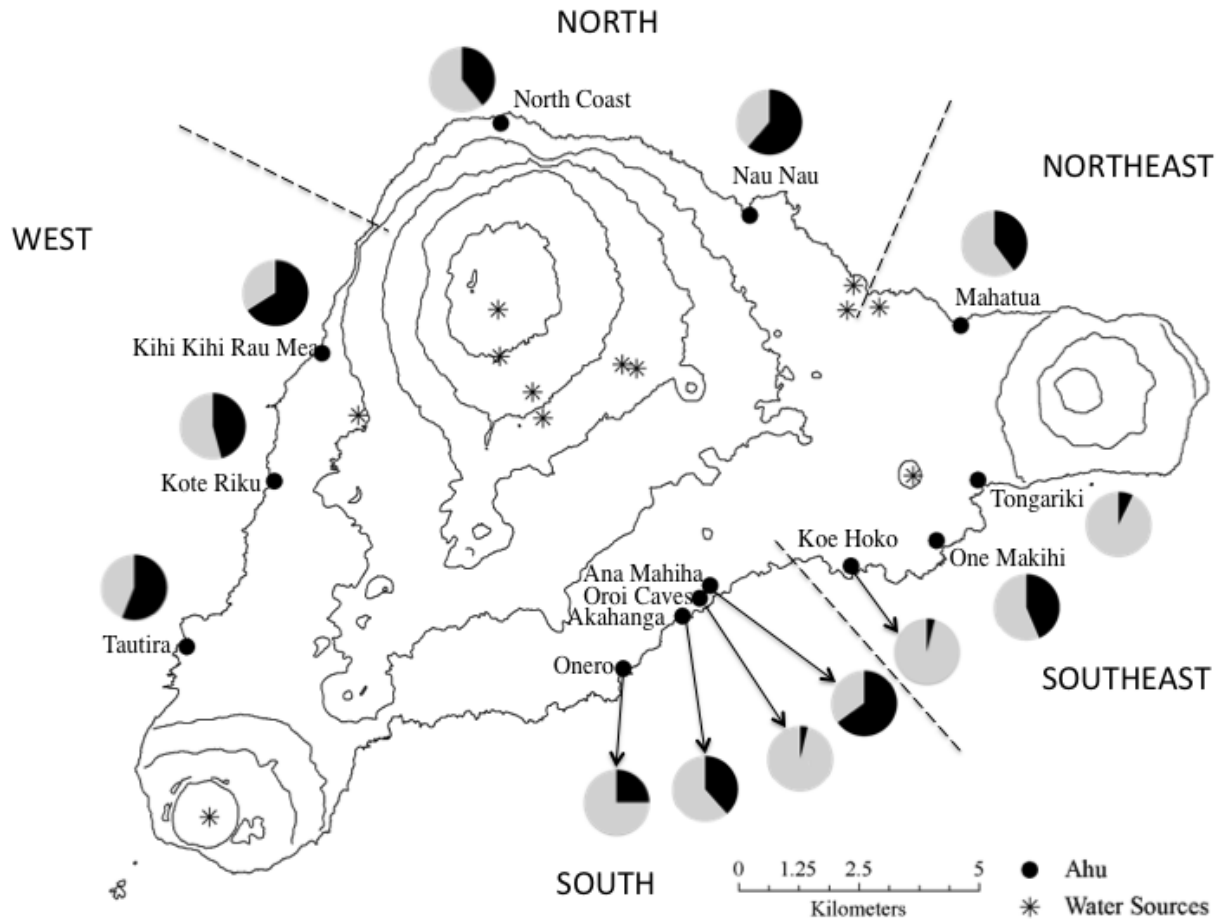 NORTH
North Coast
Nau Nau
NORTHEAST
WEST
Mahatua
Kihi Kihi Rau Mea
Kote Riku
Tongariki
Koe Hoko
One Makihi
Ana Mahiha
Oroi Caves
Akahanga
Tautira
Onero
SOUTHEAST
SOUTH
0 1.25 2.5 5
Kilometers
Ahu
Water Sources